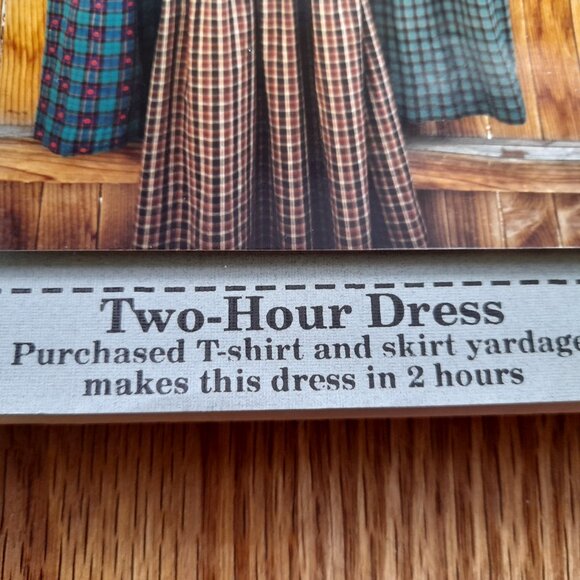 Two-Hour Dress
Purchased T-shirt and skirt yardage
makes this dress in 2 hours